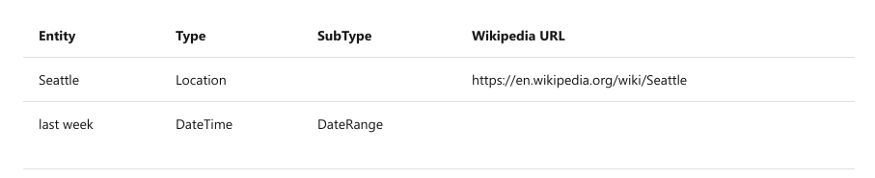 Entity Type SubType Wikipedia URL
Seattle Location https://en.wikipedia.org/wiki/Seattle
last week DateTime DateRange